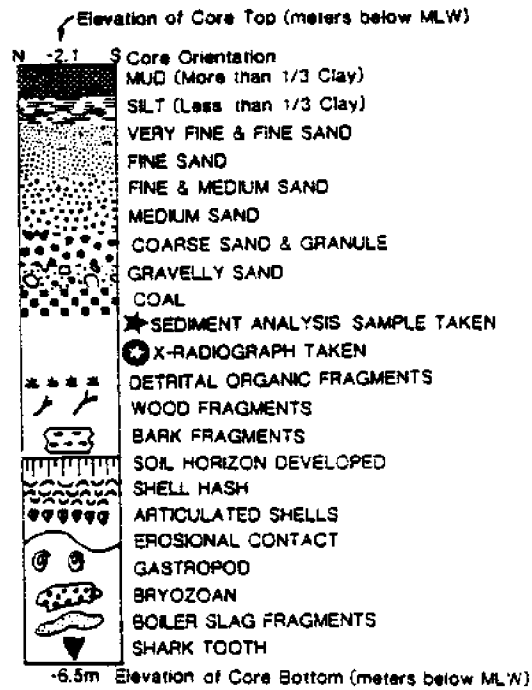 Elevation of Core Top (meters below MLW)
N -2.1 S Core Orientation
MUD (More than 1/3 Clay)
SILT (Less than 1/3 Clay)
VERY FINE & FINE SAND
FINE SAND
FINE & MEDIUM SAND
MEDIUM SAND
COARSE SAND & GRANULE
GRAVELLY SAND
COAL
SEDIMENT ANALYSIS SAMPLE TAKEN
X-RADIOGRAPH TAKEN
DETRITAL ORGANIC FRAGMENTS
WOOD FRAGMENTS
BARK FRAGMENTS
SOIL HORIZON DEVELOPED
SHELL HASH
ARTICULATED SHELLS
EROSIONAL CONTACT
GASTROPOD
BRYOZOAN
BOILER SLAG FRAGMENTS
SHARK TOOTH
-6.5m Elevation of Core Bottom (meters below MLW)